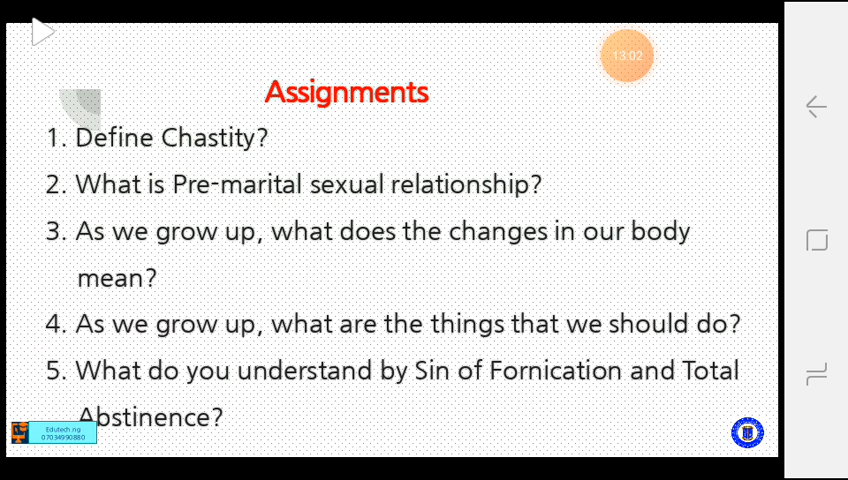 13:02
Assignments
1. Define Chastity?
2. What is Pre-marital sexual relationship?
3. As we grow up, what does the changes in our body
mean?
4. As we grow up, what are the things that we should do?
5. What do you understand by Sin of Fornication and Total
Abstinence?
Edutech.ng
07034990880